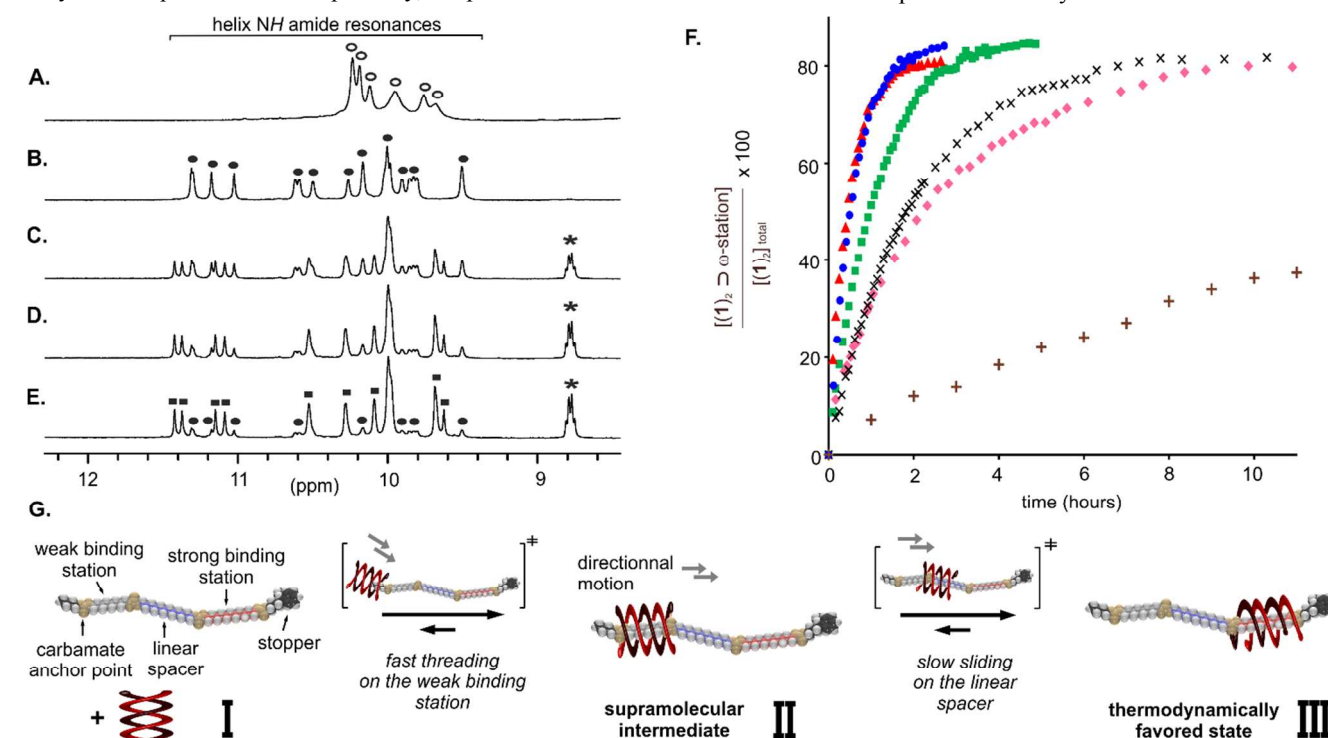 helix NH amide resonances
A.
B.
C.
*
D.
*
E.
*
12 11 10 9
(ppm)
F.
[(1)₂ ⊃ ω-station]
[(1)₂] total
x 100
80
60
40
20
0
0 2 4 6 8 10
time (hours)
G.
weak binding
station
strong binding
station
carbamate
anchor point
linear
spacer
stopper
+
I
[ ]‡
fast threading
on the weak binding
station
directionnal
motion
supramolecular
intermediate
II
[ ]‡
slow sliding
on the linear
spacer
thermodynamically
favored state
III